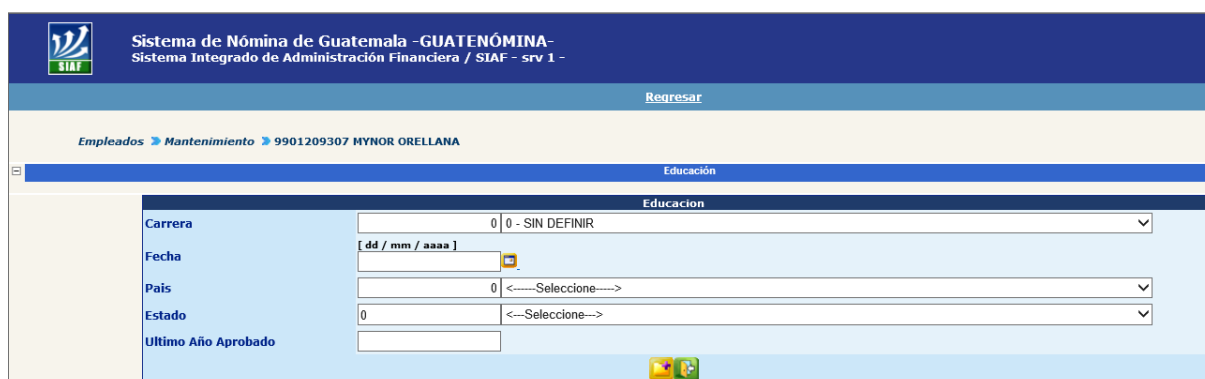 SIAF
Sistema de Nómina de Guatemala -GUATENÓMINA-
Sistema Integrado de Administración Financiera / SIAF - srv 1 -
Regresar
Empleados Mantenimiento 9901209307 MYNOR ORELLANA
Educación
Educacion
Carrera 0 0 - SIN DEFINIR
[ dd / mm / aaaa ]
Fecha
Pais 0 <------Seleccione----->
Estado 0 <---Seleccione--->
Ultimo Año Aprobado